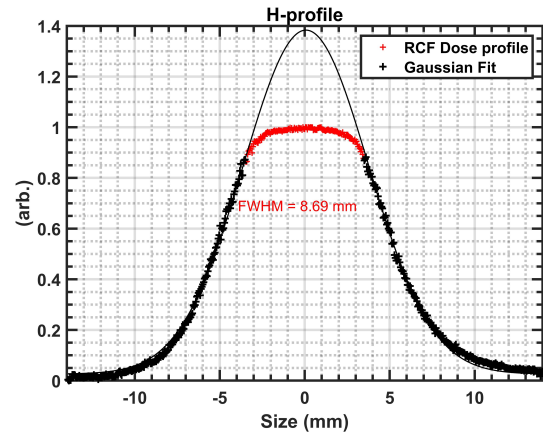 H-profile
RCF Dose profile
Gaussian Fit
FWHM = 8.69 mm
(arb.)
1.4
1.2
1
0.8
0.6
0.4
0.2
0
-10
-5
0
5
10
Size (mm)